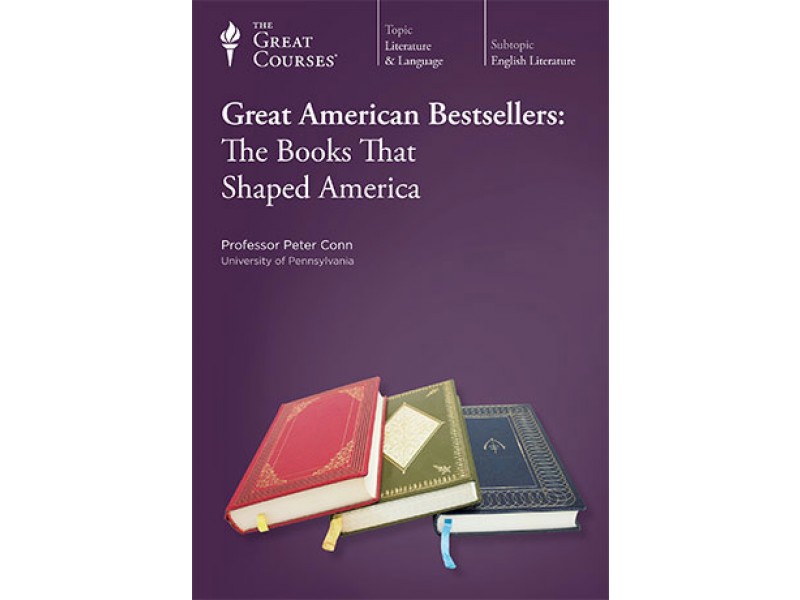 THE
GREAT
COURSES®
Topic
Literature
& Language
Subtopic
English Literature
Great American Bestsellers:
The Books That
Shaped America
Professor Peter Conn
University of Pennsylvania